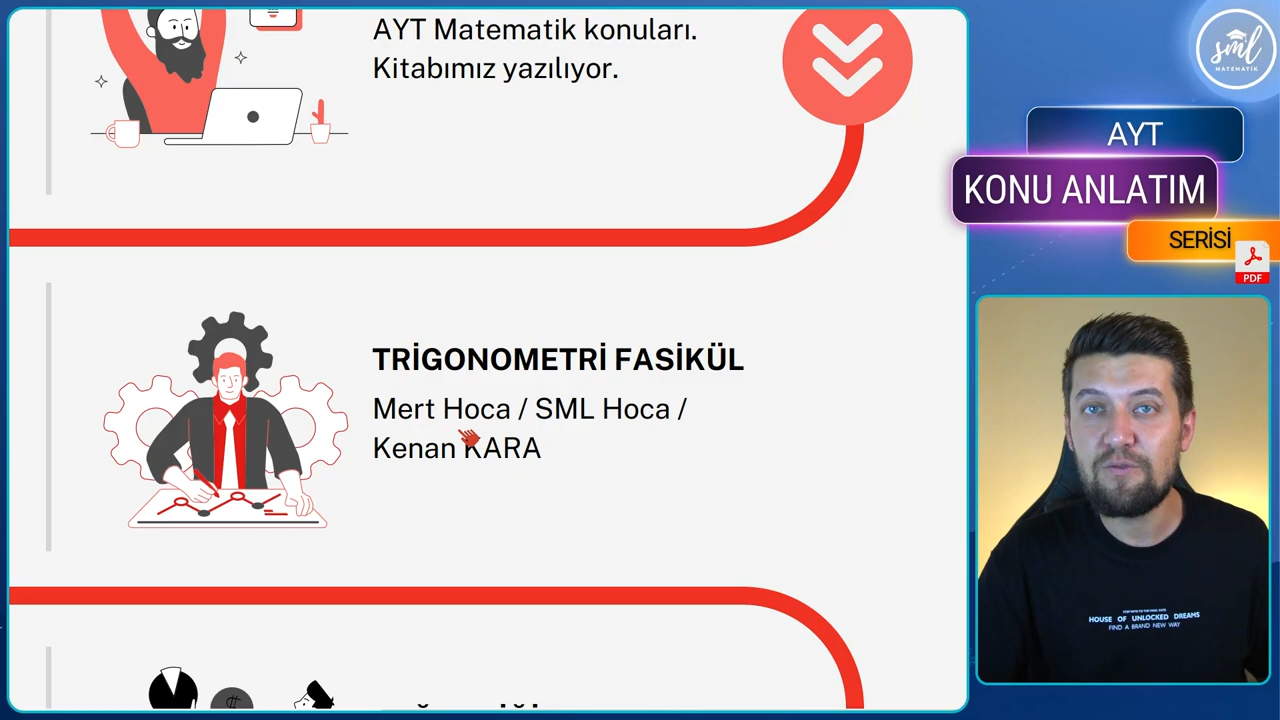 AYT Matematik konuları.
Kitabımız yazılıyor.
TRİGONOMETRİ FASİKÜL
Mert Hoca / SML Hoca /
Kenan KARA
sml
MATEMATİK
AYT
KONU ANLATIM
SERİSİ
PDF
HOUSE OF UNLOCKED DREAMS
FIND A BRAND NEW WAY